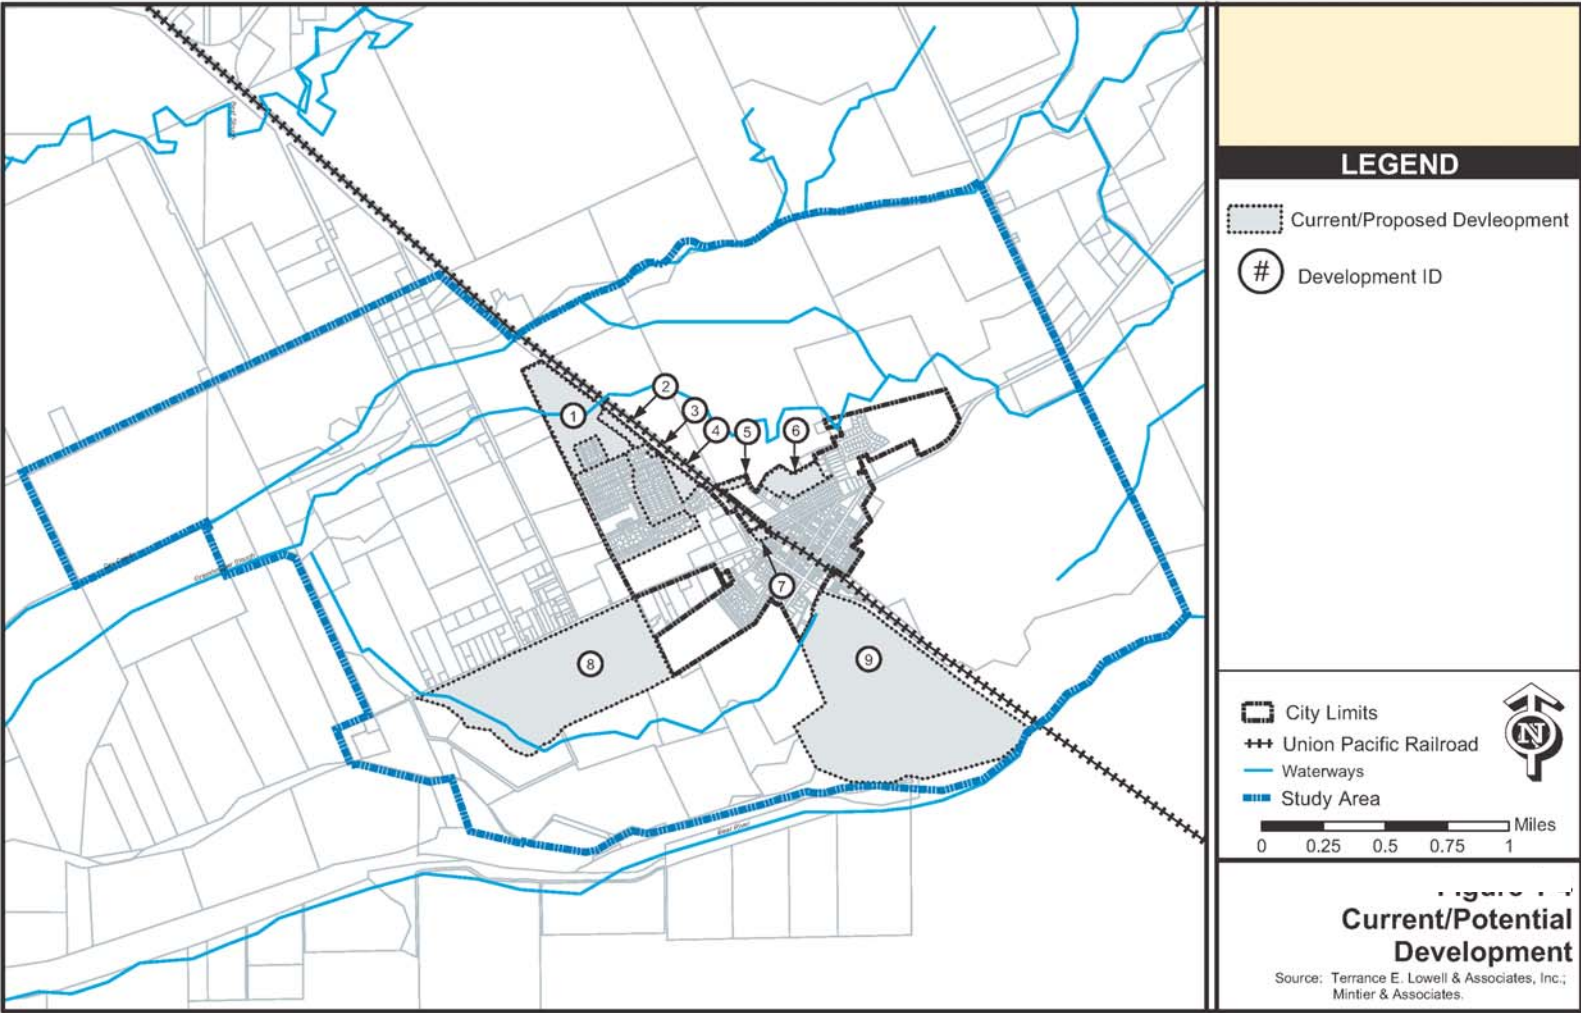 LEGEND
Current/Proposed Devleopment
# Development ID
2
1
3
4
5
6
7
8
9
Bear River
City Limits
Union Pacific Railroad
N
Waterways
Study Area
Miles
0 0.25 0.5 0.75 1
Current/Potential
Development
Source: Terrance E. Lowell & Associates, Inc.;
Mintier & Associates.